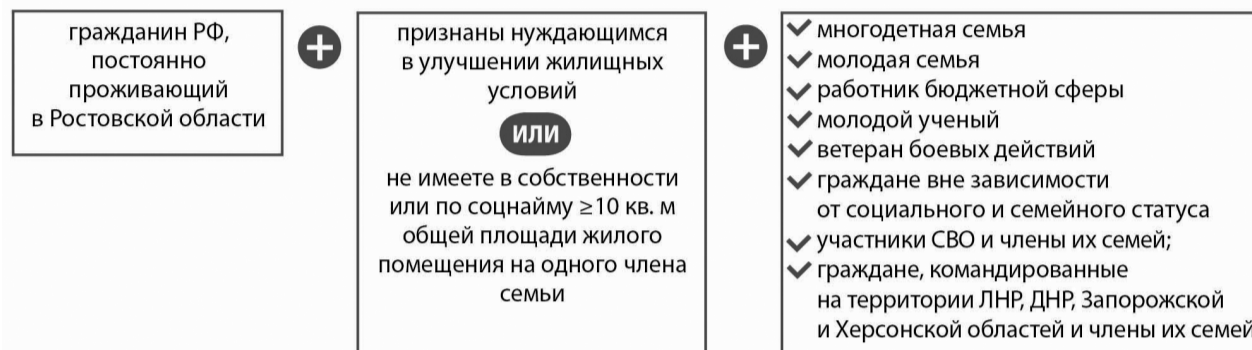 гражданин РФ,
постоянно
проживающий
в Ростовской области
+
признаны нуждающимся
в улучшении жилищных
условий
ИЛИ
не имеете в собственности
или по соцнайму ≥10 кв. м
общей площади жилого
помещения на одного члена
семьи
+
многодетная семья
молодая семья
работник бюджетной сферы
молодой ученый
ветеран боевых действий
граждане вне зависимости
от социального и семейного статуса
участники СВО и члены их семей;
граждане, командированные
на территории ЛНР, ДНР, Запорожской
и Херсонской областей и члены их семей